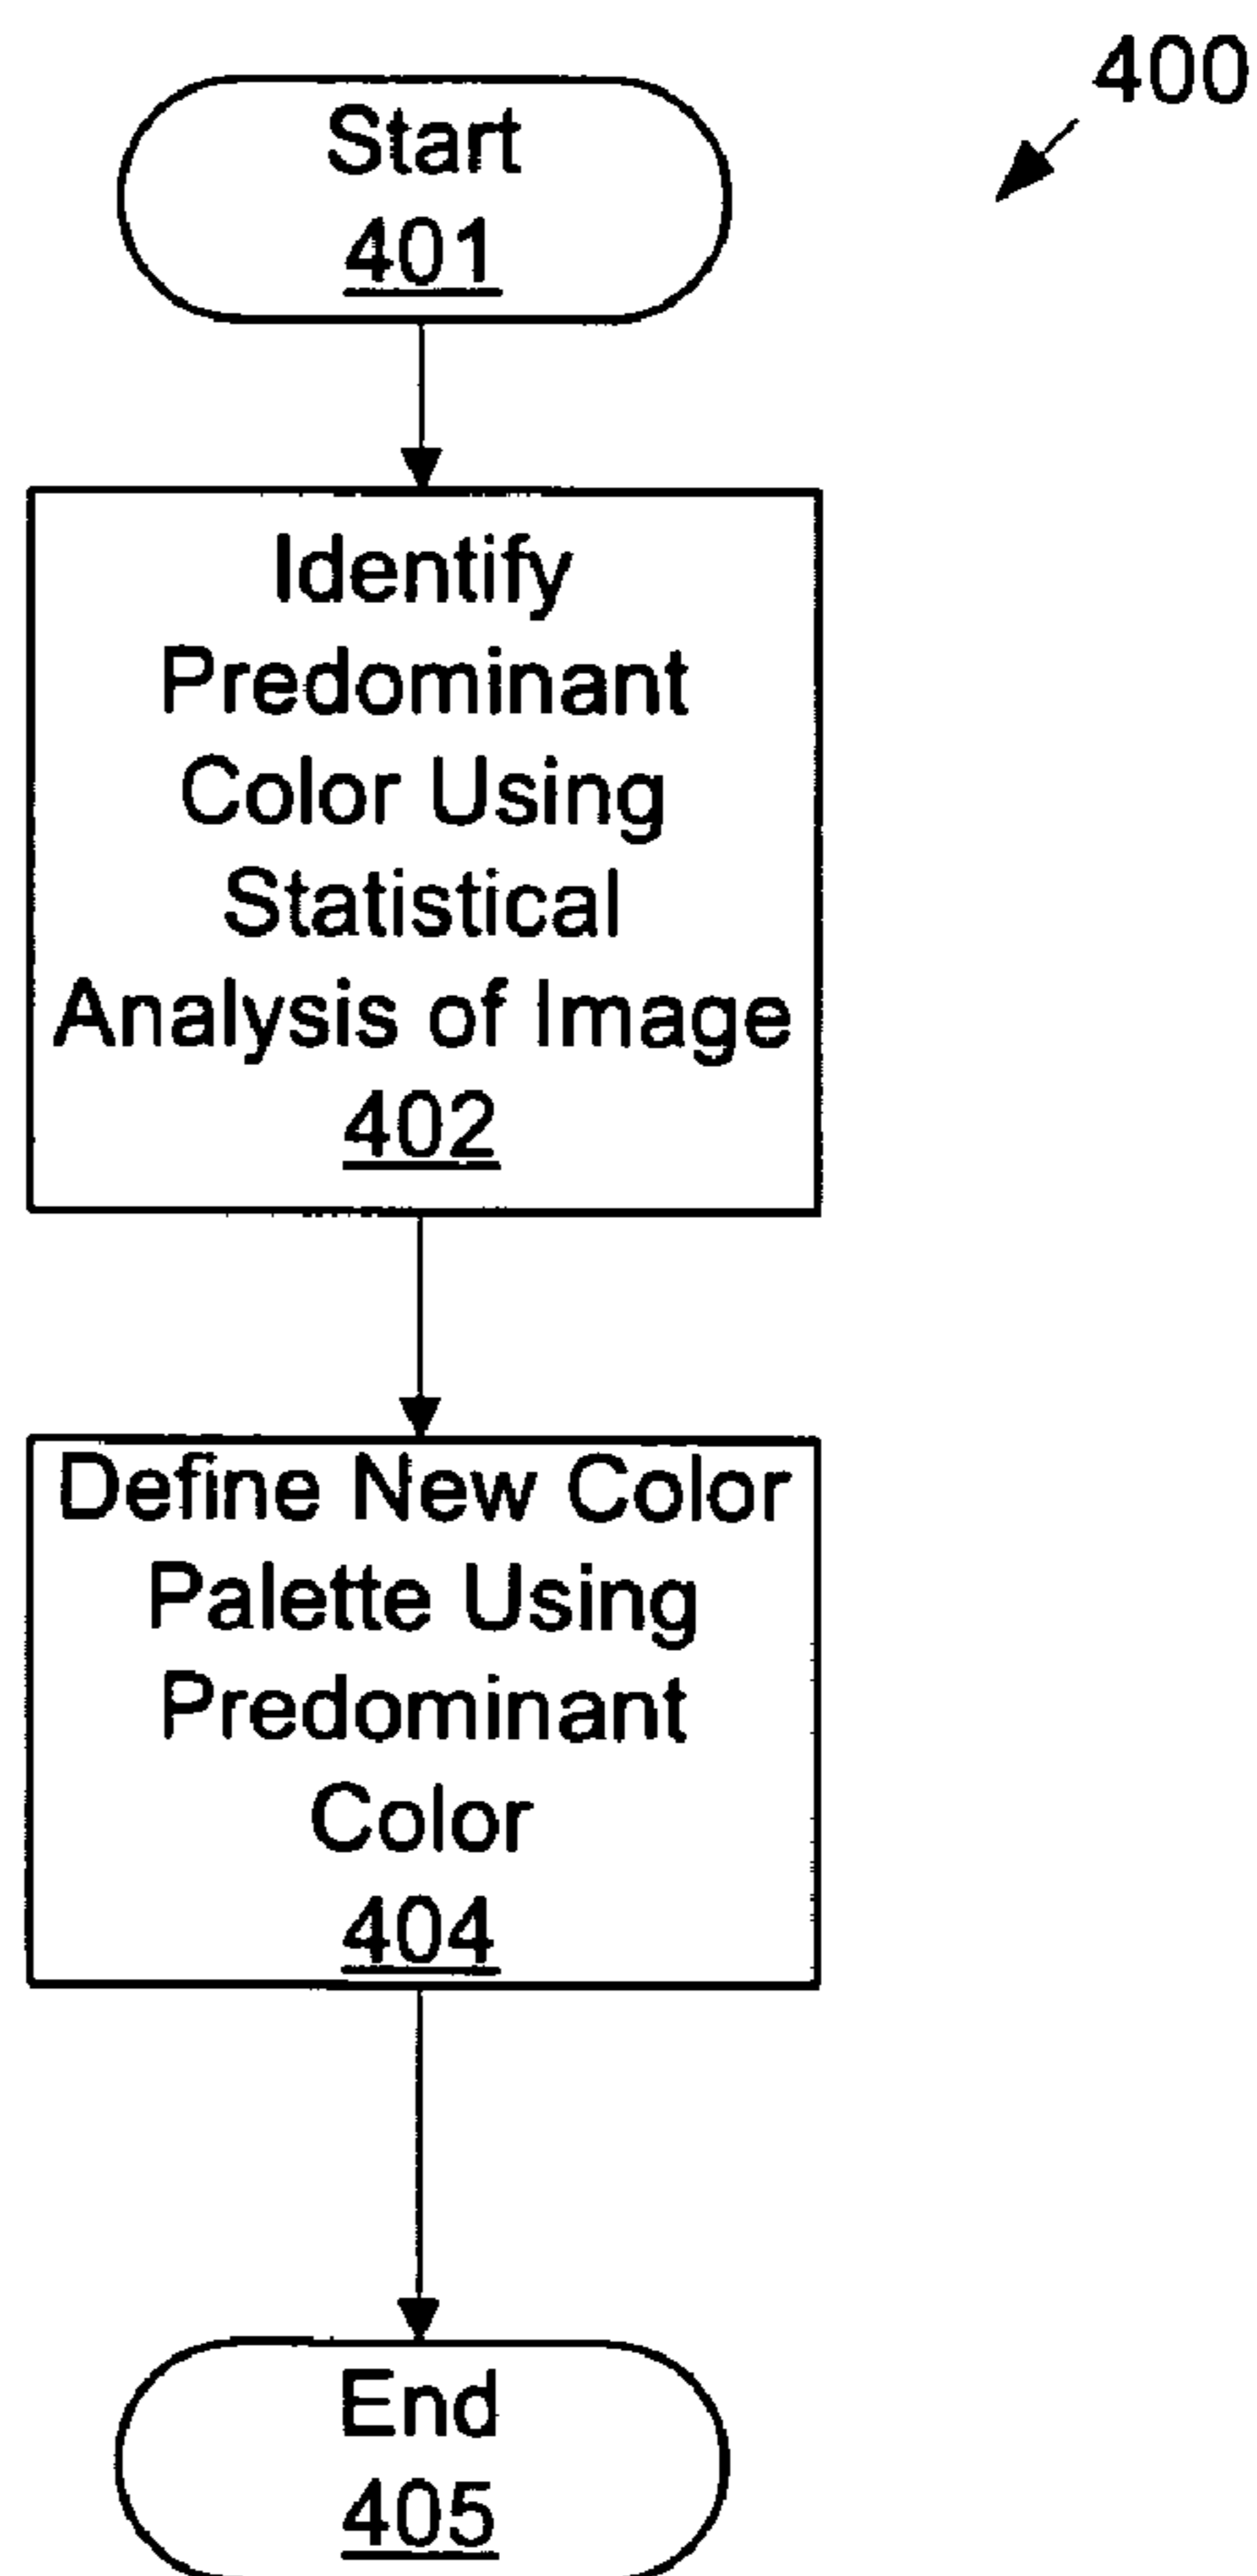 400
Start
401
Identify
Predominant
Color Using
Statistical
Analysis of Image
402
Define New Color
Palette Using
Predominant
Color
404
End
405